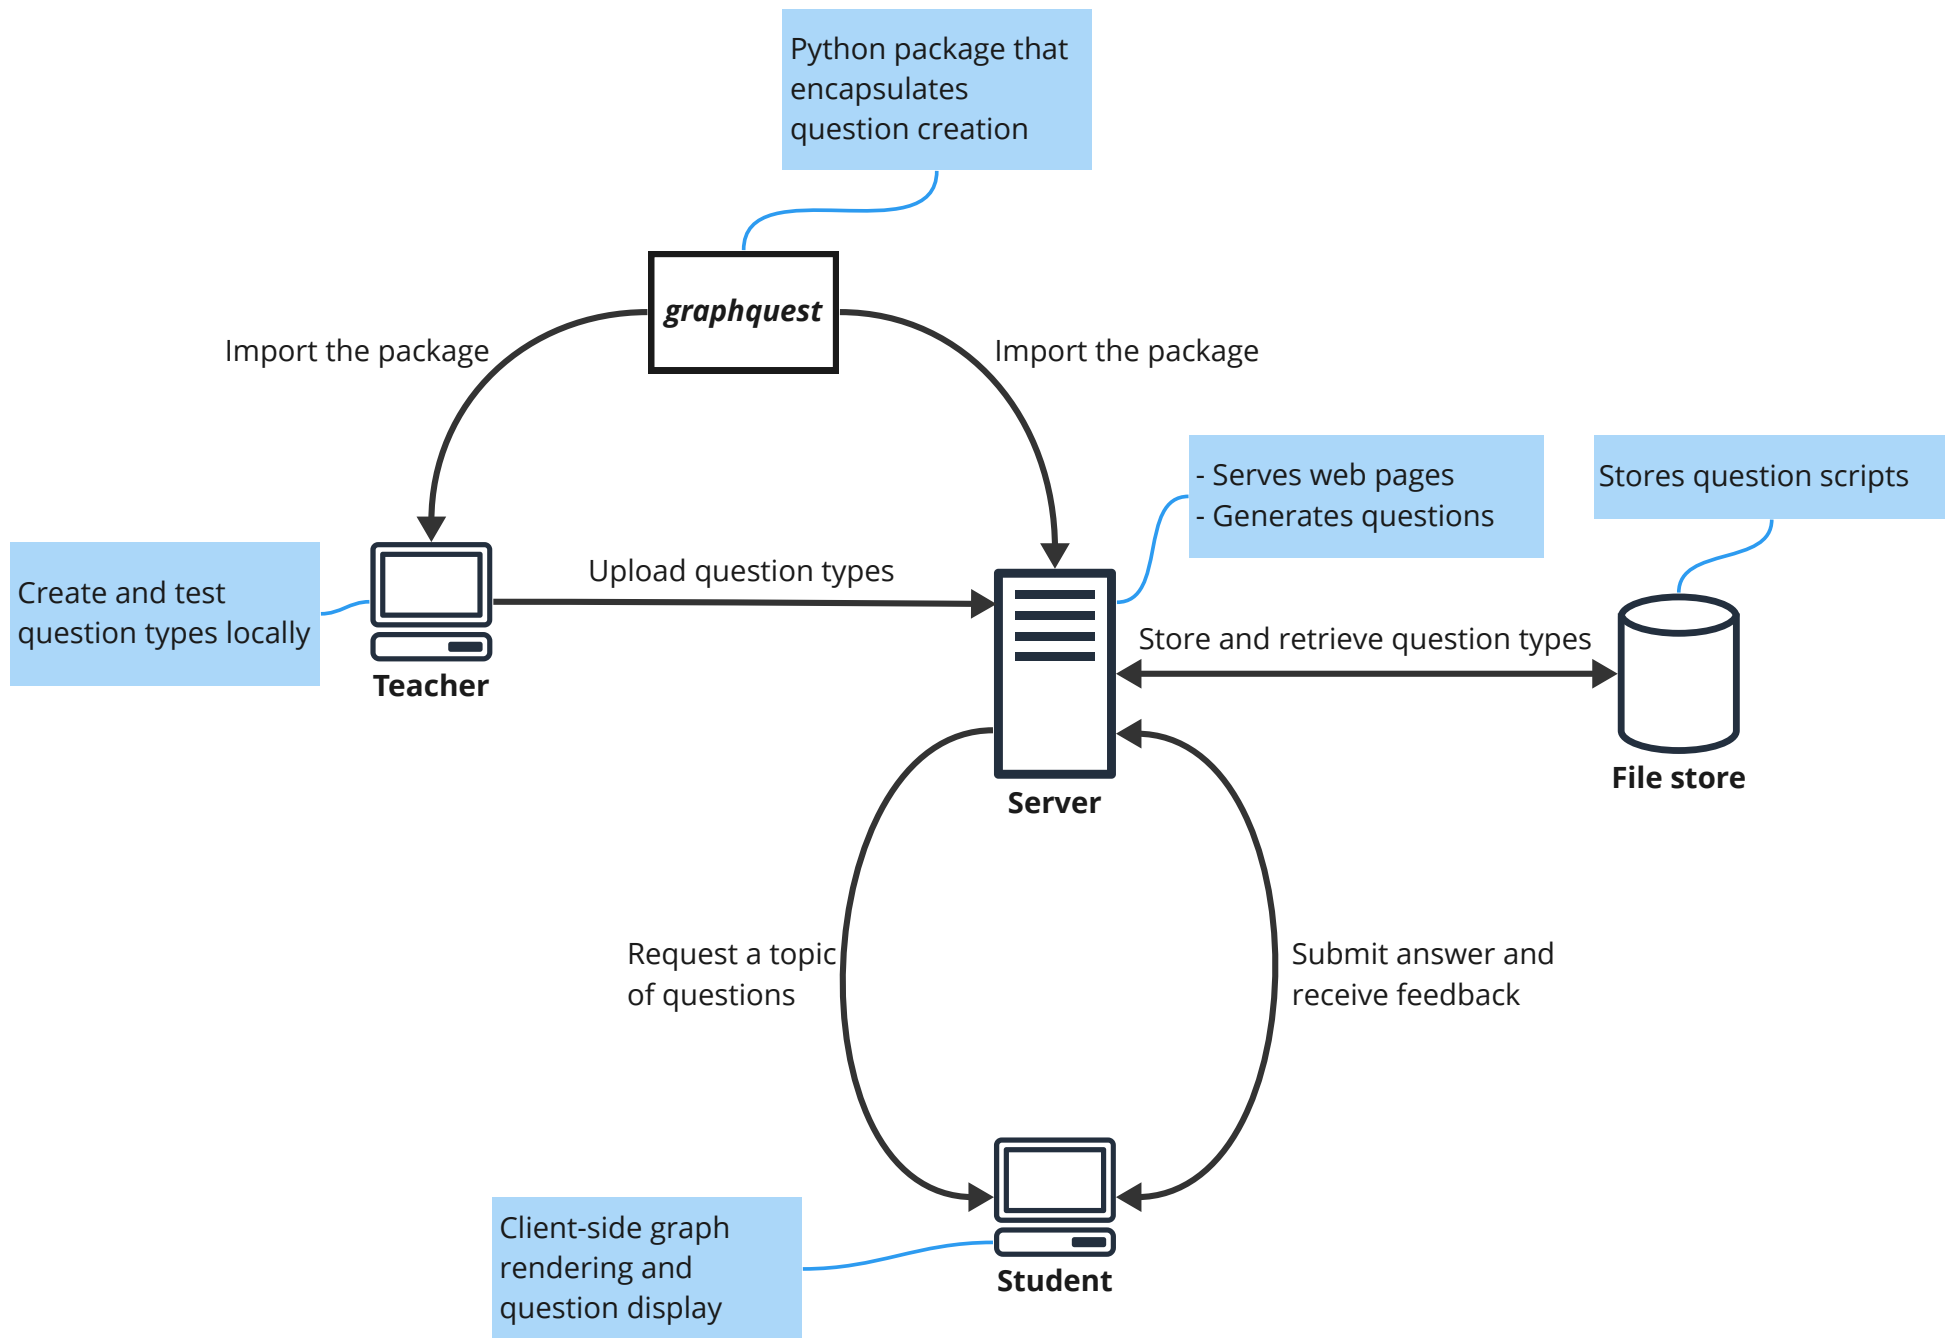 Python package that
encapsulates
question creation
graphquest
Import the package
Import the package
- Serves web pages
- Generates questions
Stores question scripts
Create and test
question types locally
Upload question types
Teacher
Store and retrieve question types
File store
Server
Request a topic
of questions
Submit answer and
receive feedback
Client-side graph
rendering and
question display
Student